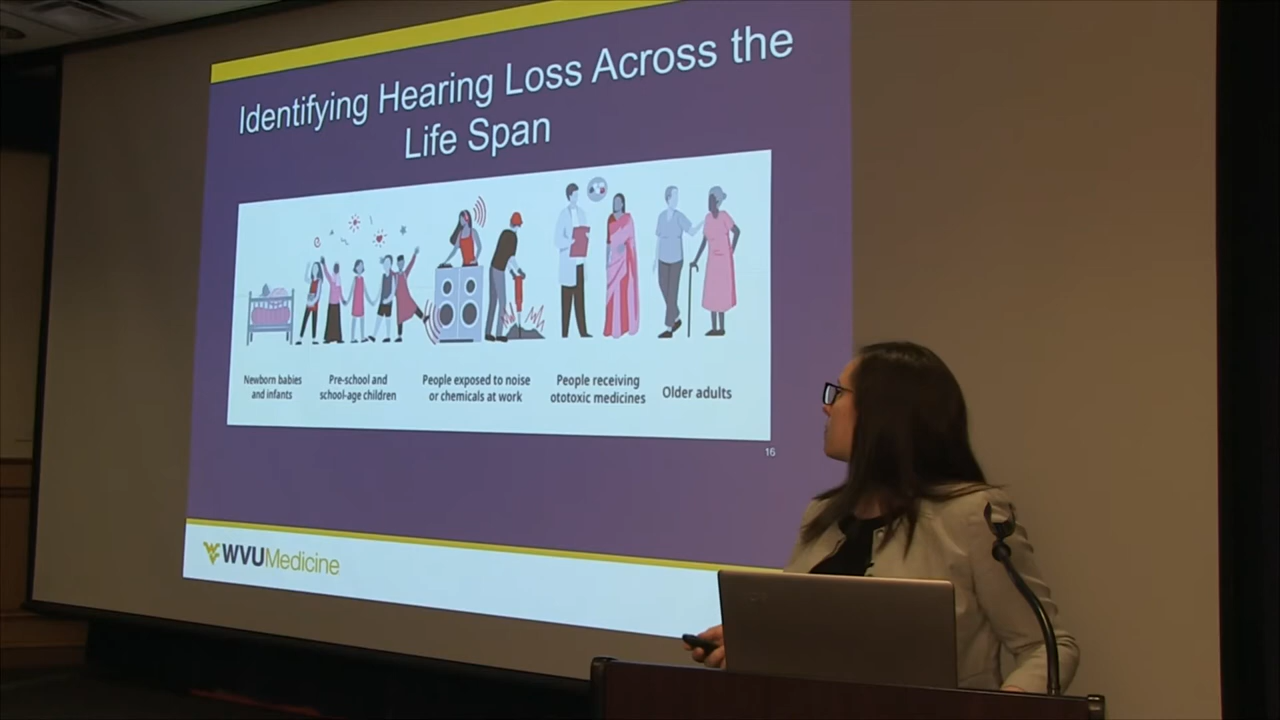 Identifying Hearing Loss Across the
Life Span
Newborn babies
and infants
Pre-school and
school-age children
People exposed to noise
or chemicals at work
People receiving
ototoxic medicines
Older adults
16
WVUMedicine